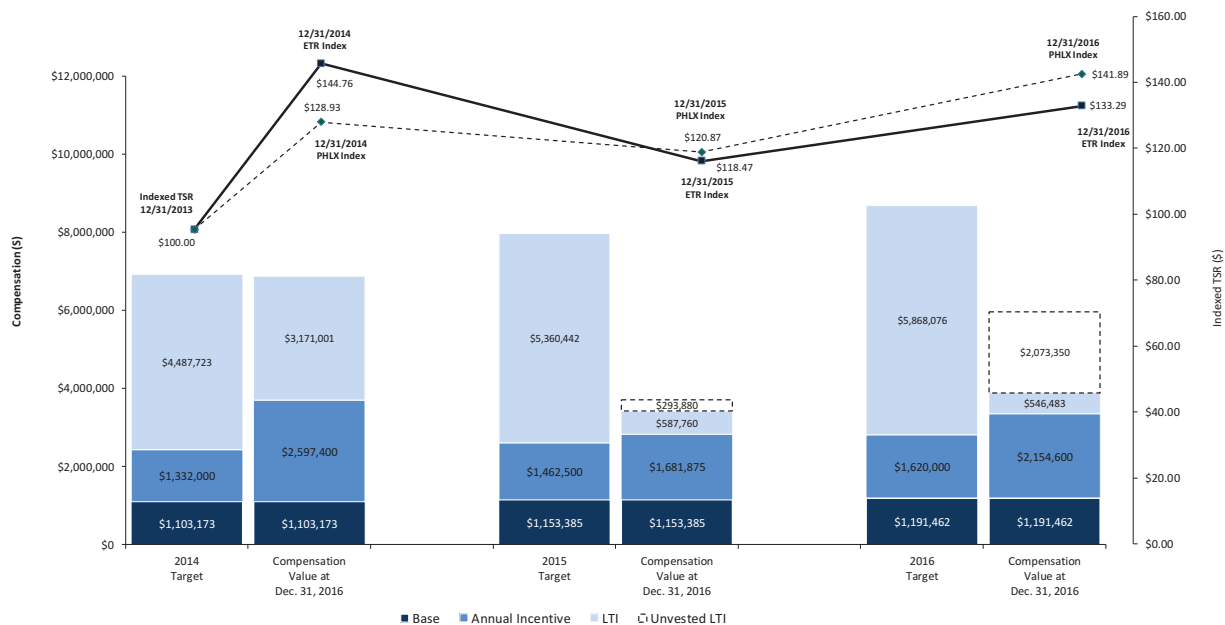 $160.00
$140.00
$120.00
$100.00
$80.00
$60.00
$40.00
$20.00
$0.00
Indexed TSR ($)
$12,000,000
$10,000,000
$8,000,000
$6,000,000
$4,000,000
$2,000,000
$0
Compensation($)
12/31/2014
ETR Index
$144.76
$128.93
12/31/2014
PHLX Index
Indexed TSR
12/31/2013
$100.00
12/31/2015
PHLX Index
$120.87
$118.47
12/31/2015
ETR Index
12/31/2016
PHLX Index
$141.89
$133.29
12/31/2016
ETR Index
$4,487,723
$1,332,000
$1,103,173
$3,171,001
$2,597,400
$1,103,173
$5,360,442
$1,462,500
$1,153,385
$293,880
$587,760
$1,681,875
$1,153,385
$5,868,076
$1,620,000
$1,191,462
$2,073,350
$546,483
$2,154,600
$1,191,462
2014
Target
Compensation
Value at
Dec. 31, 2016
2015
Target
Compensation
Value at
Dec. 31, 2016
2016
Target
Compensation
Value at
Dec. 31, 2016
Base Annual Incentive LTI Unvested LTI